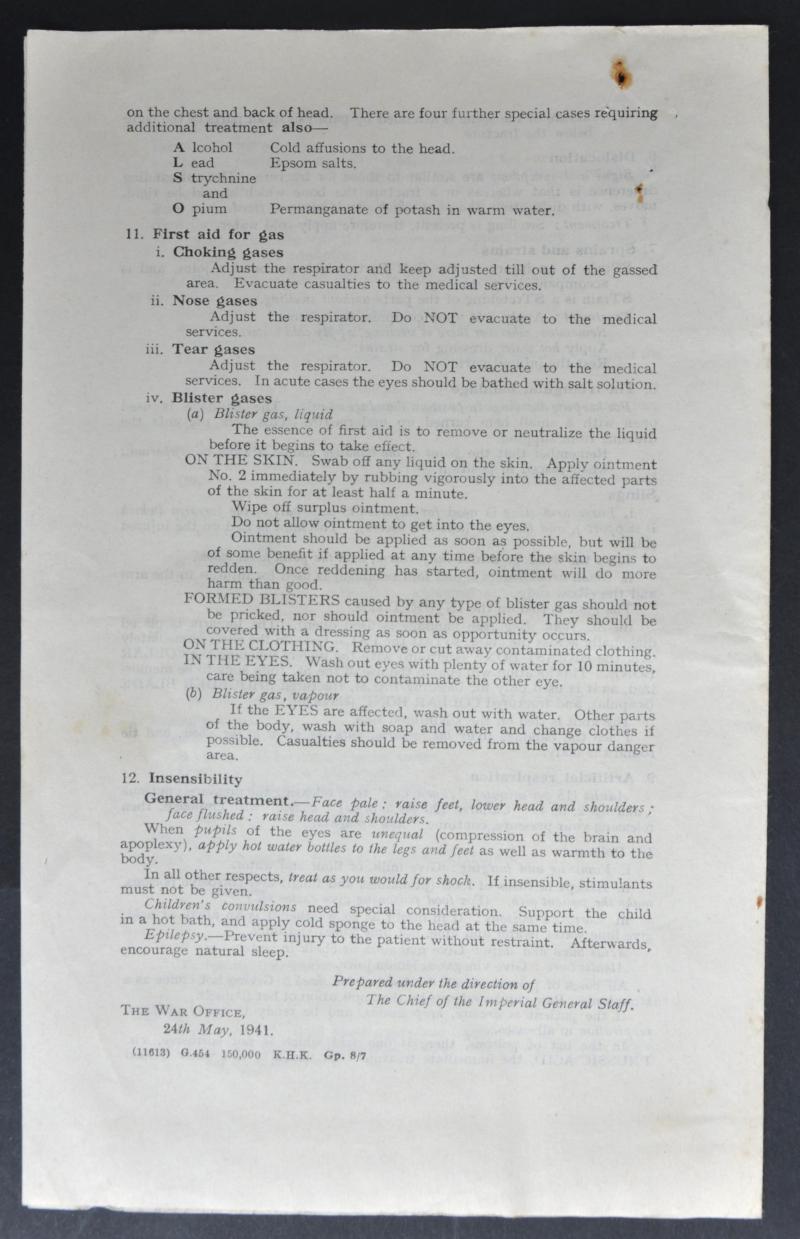 on the chest and back of head. There are four further special cases requiring
additional treatment also—
A lcohol Cold affusions to the head.
L ead Epsom salts.
S trychnine
and
O pium Permanganate of potash in warm water.
11. First aid for gas
i. Choking gases
Adjust the respirator and keep adjusted till out of the gassed
area. Evacuate casualties to the medical services.
ii. Nose gases
Adjust the respirator. Do NOT evacuate to the medical
services.
iii. Tear gases
Adjust the respirator. Do NOT evacuate to the medical
services. In acute cases the eyes should be bathed with salt solution.
iv. Blister gases
(a) Blister gas, liquid
The essence of first aid is to remove or neutralize the liquid
before it begins to take effect.
ON THE SKIN. Swab off any liquid on the skin. Apply ointment
No. 2 immediately by rubbing vigorously into the affected parts
of the skin for at least half a minute.
Wipe off surplus ointment.
Do not allow ointment to get into the eyes.
Ointment should be applied as soon as possible, but will be
of some benefit if applied at any time before the skin begins to
redden. Once reddening has started, ointment will do more
harm than good.
FORMED BLISTERS caused by any type of blister gas should not
be pricked, nor should ointment be applied. They should be
covered with a dressing as soon as opportunity occurs.
ON THE CLOTHING. Remove or cut away contaminated clothing.
IN THE EYES. Wash out eyes with plenty of water for 10 minutes,
care being taken not to contaminate the other eye.
(b) Blister gas, vapour
If the EYES are affected, wash out with water. Other parts
of the body, wash with soap and water and change clothes if
possible. Casualties should be removed from the vapour danger
area.
12. Insensibility
General treatment.—Face pale: raise feet, lower head and shoulders;
face flushed: raise head and shoulders.
When pupils of the eyes are unequal (compression of the brain and
apoplexy), apply hot water bottles to the legs and feet as well as warmth to the
body.
In all other respects, treat as you would for shock. If insensible, stimulants
must not be given.
Children's convulsions need special consideration. Support the child
in a hot bath, and apply cold sponge to the head at the same time.
Epilepsy.—Prevent injury to the patient without restraint. Afterwards,
encourage natural sleep.
Prepared under the direction of
The Chief of the Imperial General Staff.
THE WAR OFFICE,
24th May, 1941.
(11613) G.454 150,000 K.H.K. Gp. 8/7